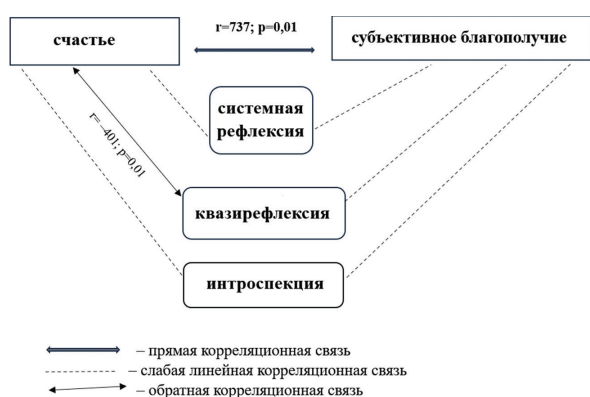 r=737; p=0,01
счастье
субъективное благополучие
системная
рефлексия
r= –401; p=0,01
квазирефлексия
интроспекция
– прямая корреляционная связь
– слабая линейная корреляционная связь
– обратная корреляционная связь